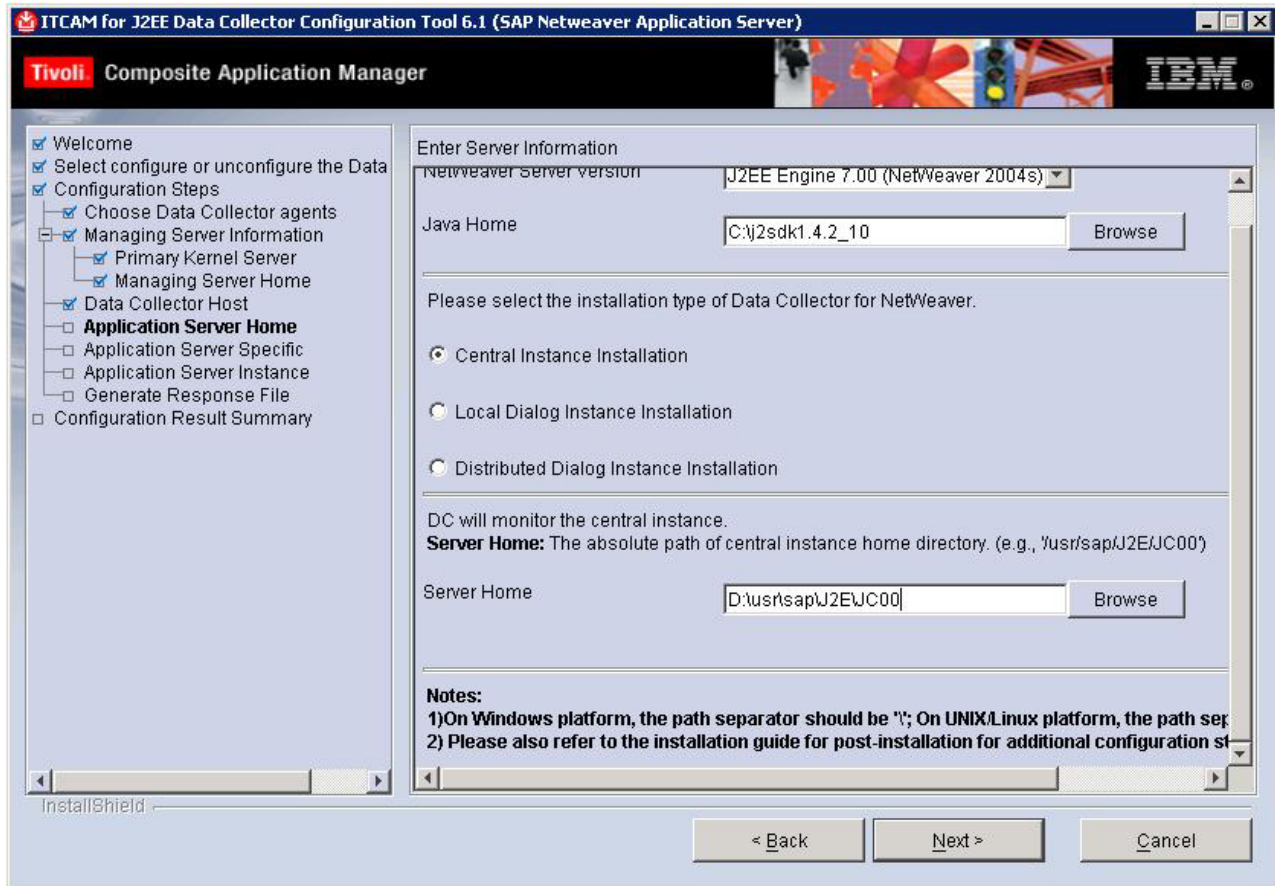 ITCAM for J2EE Data Collector Configuration Tool 6.1 (SAP Netweaver Application Server)
Tivoli. Composite Application Manager
IBM®
Welcome
Select configure or unconfigure the Data
Configuration Steps
Choose Data Collector agents
Managing Server Information
Primary Kernel Server
Managing Server Home
Data Collector Host
Application Server Home
Application Server Specific
Application Server Instance
Generate Response File
Configuration Result Summary
Enter Server Information
NetWeaver Server Version J2EE Engine 7.00 (NetWeaver 2004s)
Java Home C:\j2sdk1.4.2_10 Browse
Please select the installation type of Data Collector for NetWeaver.
Central Instance Installation
Local Dialog Instance Installation
Distributed Dialog Instance Installation
DC will monitor the central instance.
Server Home: The absolute path of central instance home directory. (e.g., '/usr/sap/J2E/JC00')
Server Home D:\usr\sap\J2E\JC00 Browse
Notes:
1)On Windows platform, the path separator should be '\'; On UNIX/Linux platform, the path sep
2) Please also refer to the installation guide for post-installation for additional configuration st
InstallShield
< Back Next > Cancel